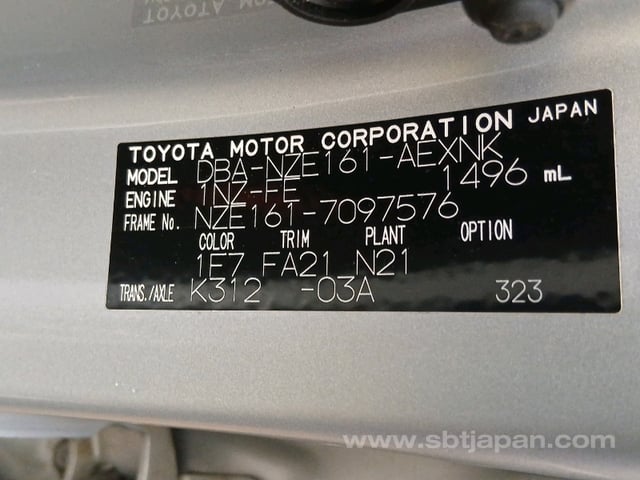 TOYOTA MOTOR CORPORATION JAPAN
MODEL DBA-NZE161-AEXNK
ENGINE 1NZ-FE 1496 mL
FRAME No. NZE161-7097576
COLOR TRIM PLANT OPTION
1E7 FA21 N21
TRANS./AXLE K312 -03A 323
www.sbtjapan.com